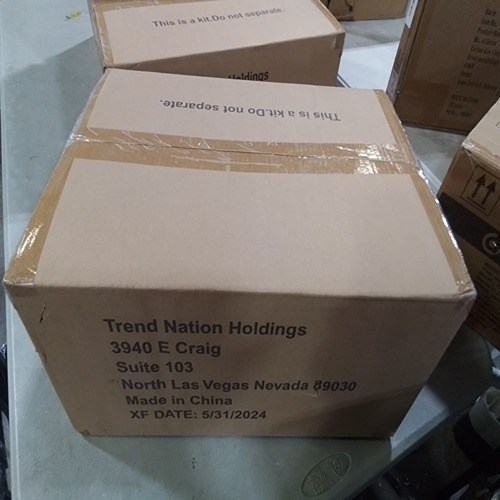 This is a kit.Do not separate.
Holdings
This is a kit.Do not separate.
Trend Nation Holdings
3940 E Craig
Suite 103
North Las Vegas Nevada 89030
Made in China
XF DATE: 5/31/2024